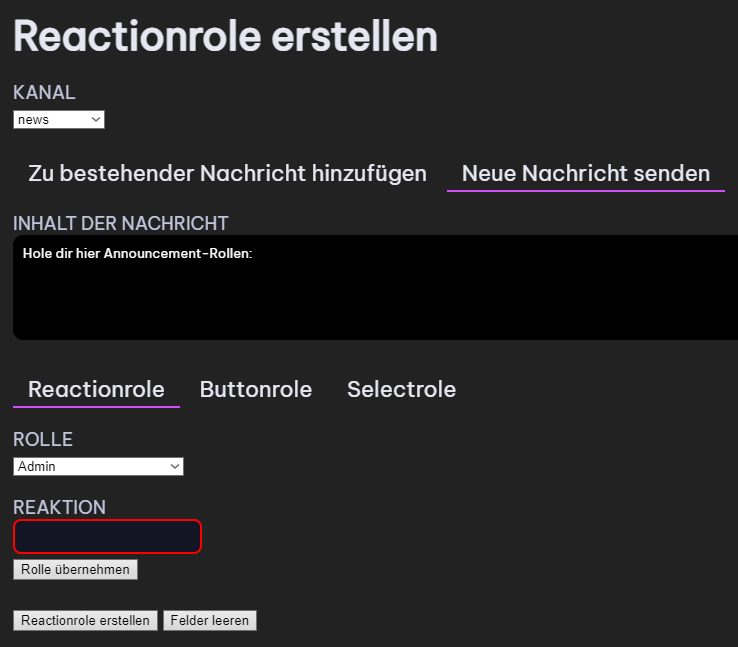 Reactionrole erstellen
KANAL
news
Zu bestehender Nachricht hinzufügen Neue Nachricht senden
INHALT DER NACHRICHT
Hole dir hier Announcement-Rollen:
Reactionrole Buttonrole Selectrole
ROLLE
Admin
REAKTION
Rolle übernehmen
Reactionrole erstellen Felder leeren